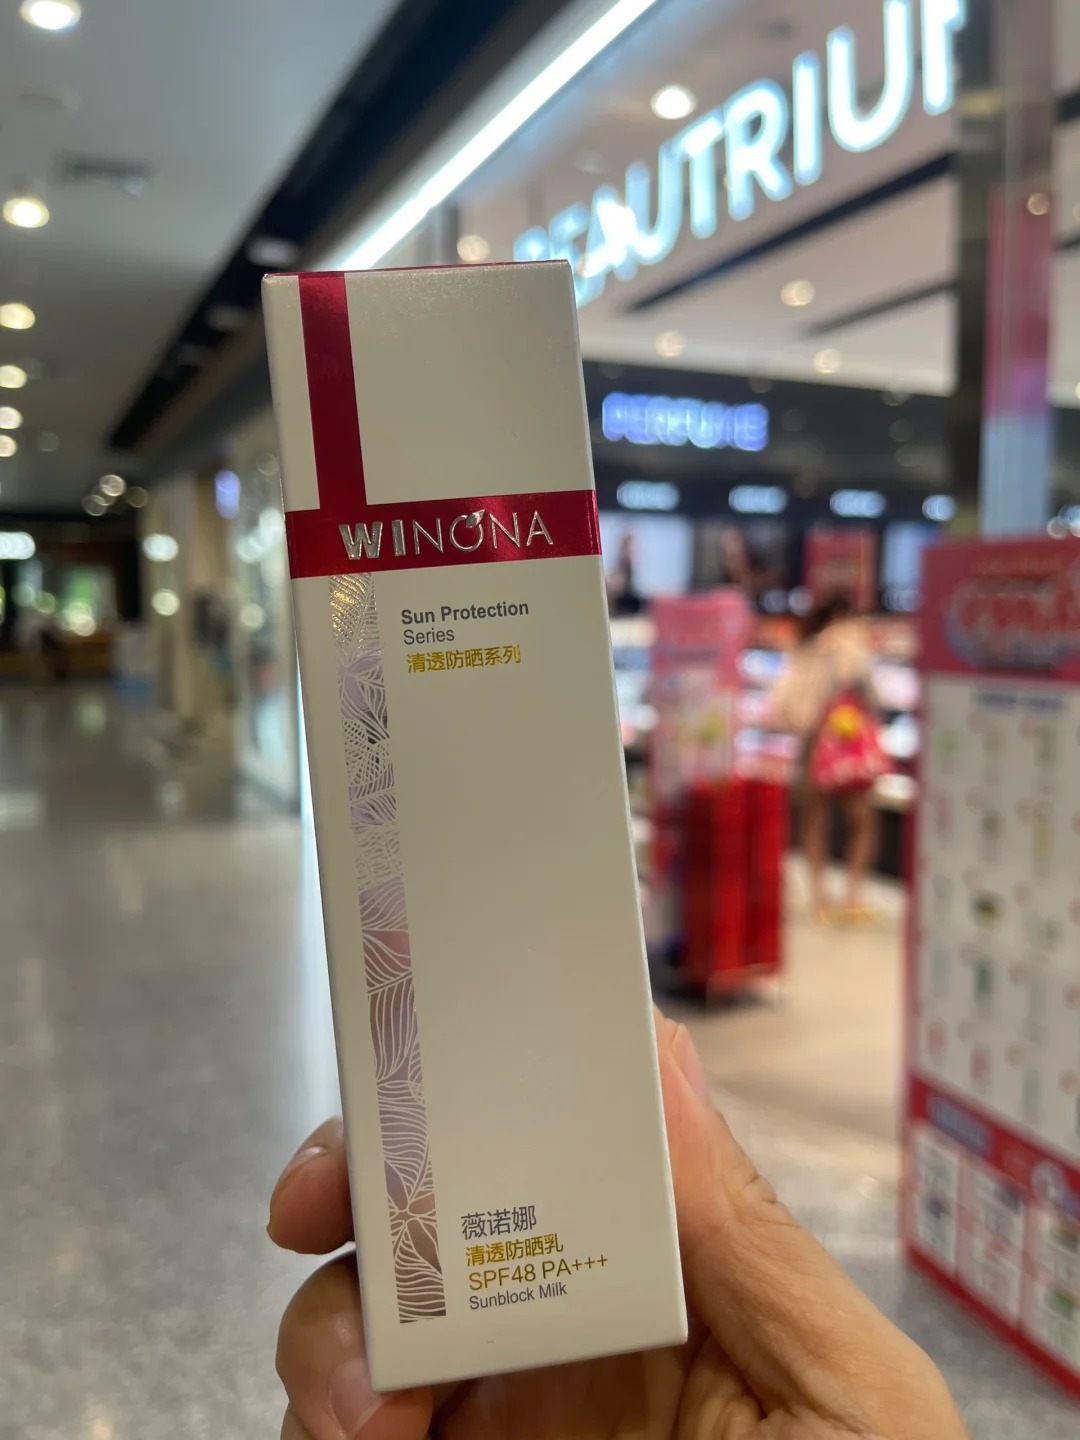 BEAUTRIUM
PERFUME
WINONA
Sun Protection
Series
清透防晒系列
薇诺娜
清透防晒乳
SPF48 PA+++
Sunblock Milk